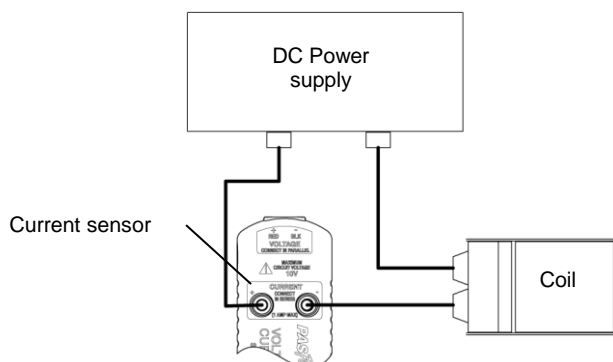 DC Power
supply
Current sensor
+ -
RED BLK
VOLTAGE
CONNECT IN PARALLEL
MAXIMUM
CIRCUIT VOLTAGE
10V
CURRENT
+ CONNECT -
IN SERIES
(1 AMP MAX)
Coil